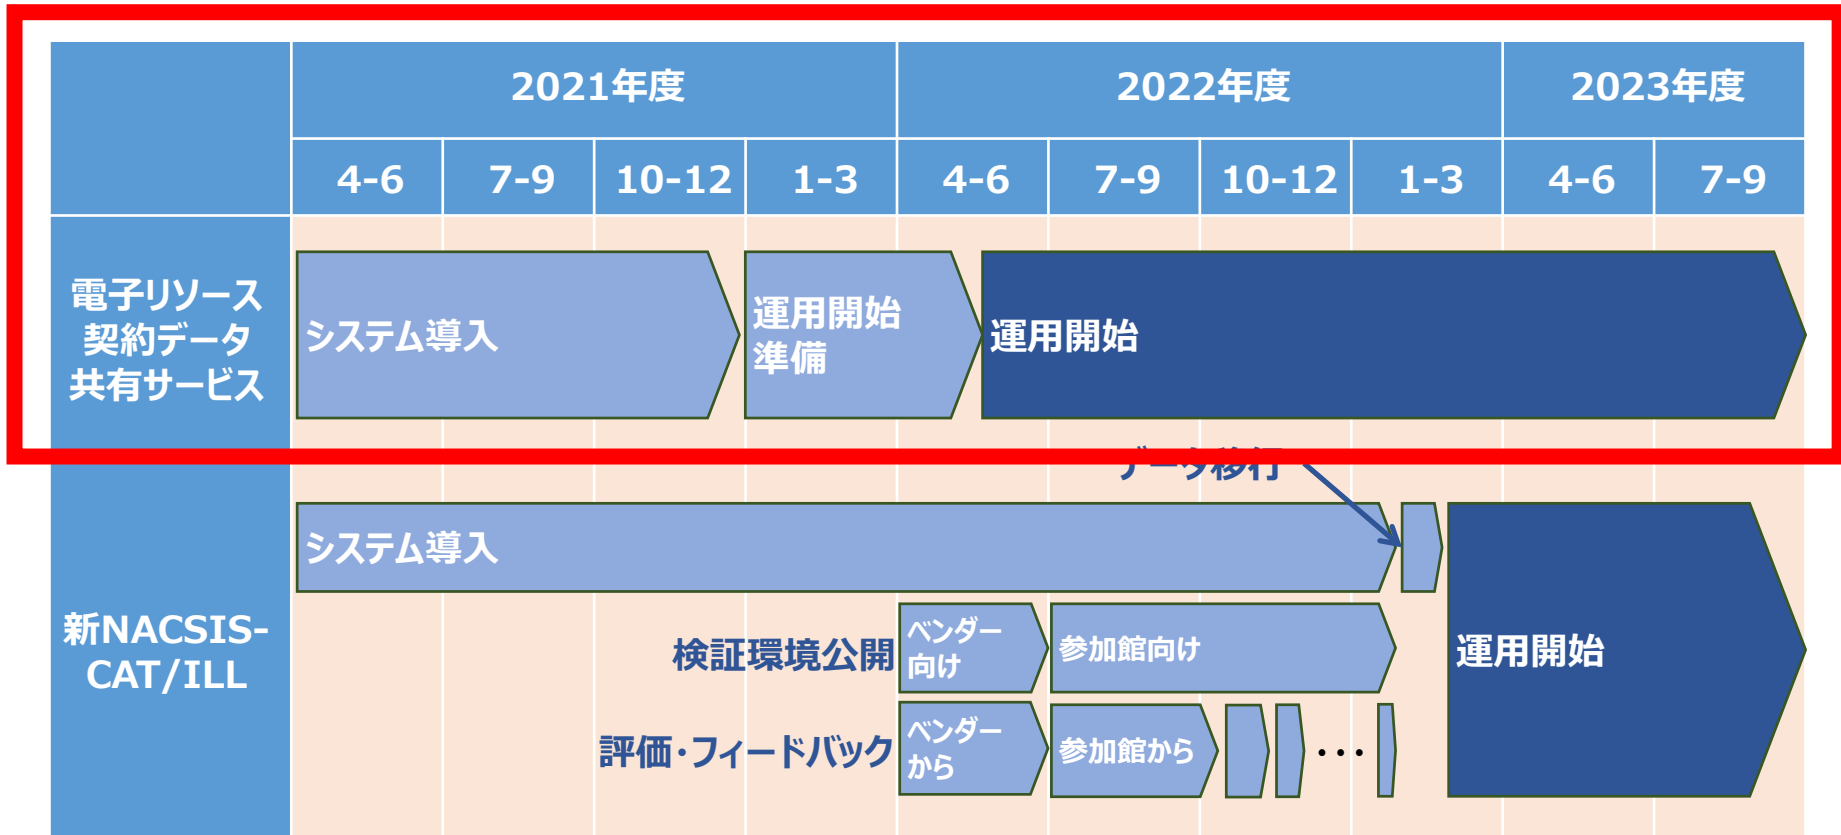 2021年度
2022年度
2023年度
4-6
7-9
10-12
1-3
4-6
7-9
10-12
1-3
4-6
7-9
電子リソース
契約データ
共有サービス
システム導入
運用開始
準備
運用開始
データ移行
新NACSIS-
CAT/ILL
システム導入
検証環境公開
ベンダー
向け
参加館向け
運用開始
評価・フィードバック
ベンダー
から
参加館から
・・・